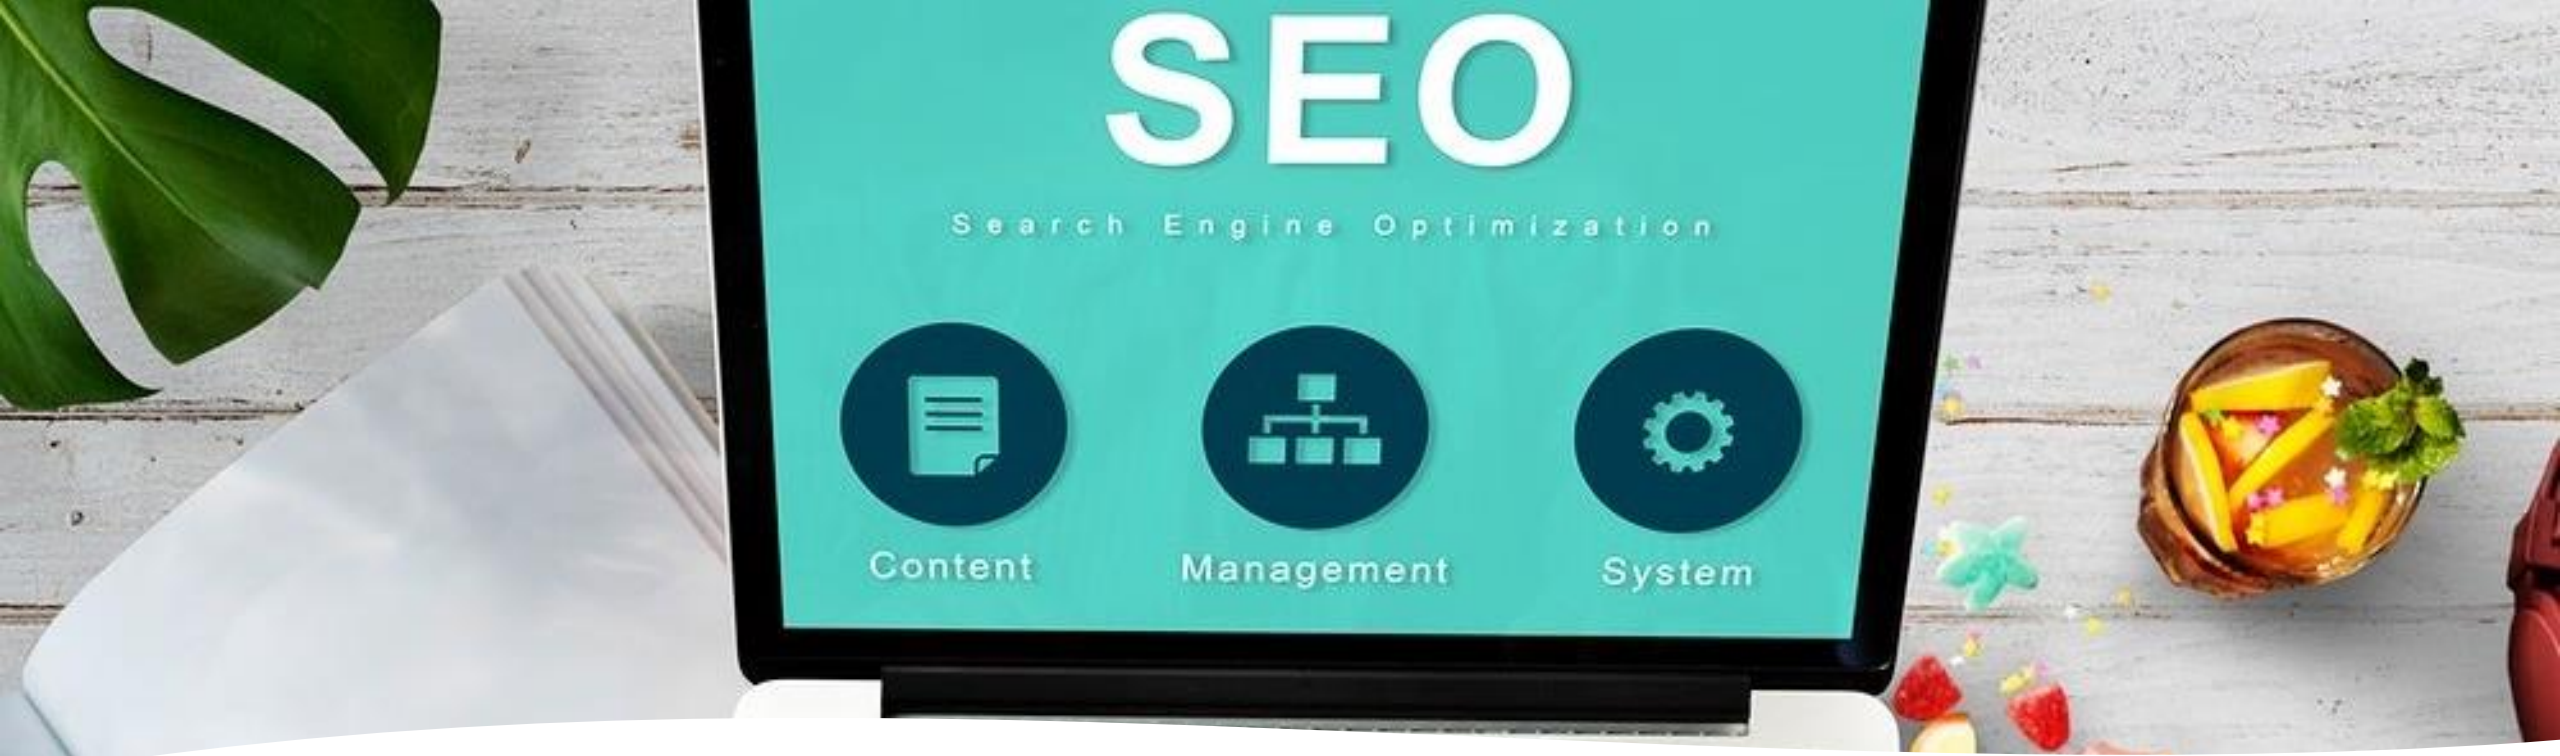 SEO
Search Engine Optimization
Content Management System